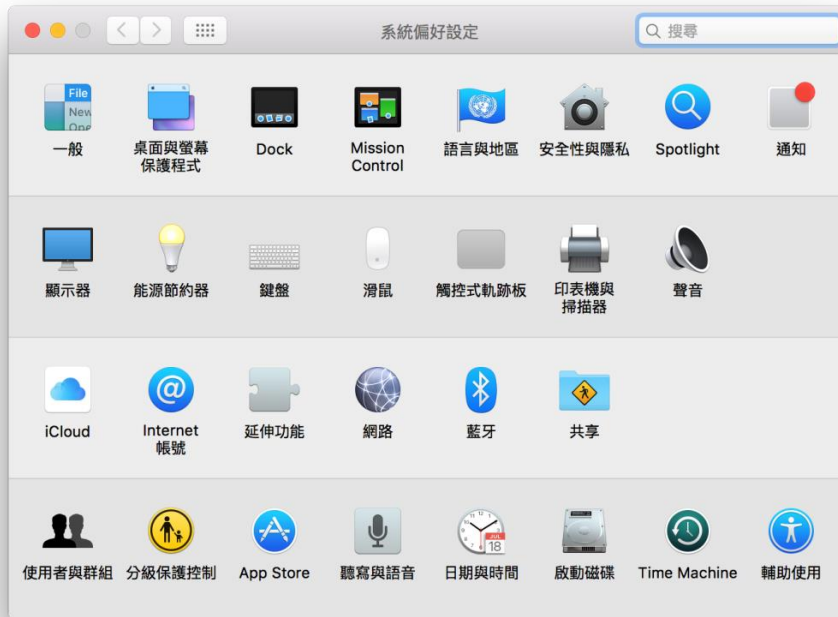 系統偏好設定
搜尋
File
New
One
一般
桌面與螢幕
保護程式
Dock
Mission
Control
語言與地區
安全性與隱私
Spotlight
通知
顯示器
能源節約器
鍵盤
滑鼠
觸控式軌跡板
印表機與
掃描器
聲音
iCloud
@
Internet
帳號
延伸功能
網路
藍牙
共享
使用者與群組
分級保護控制
App Store
聽寫與語音
JUL
18
日期與時間
啟動磁碟
Time Machine
輔助使用